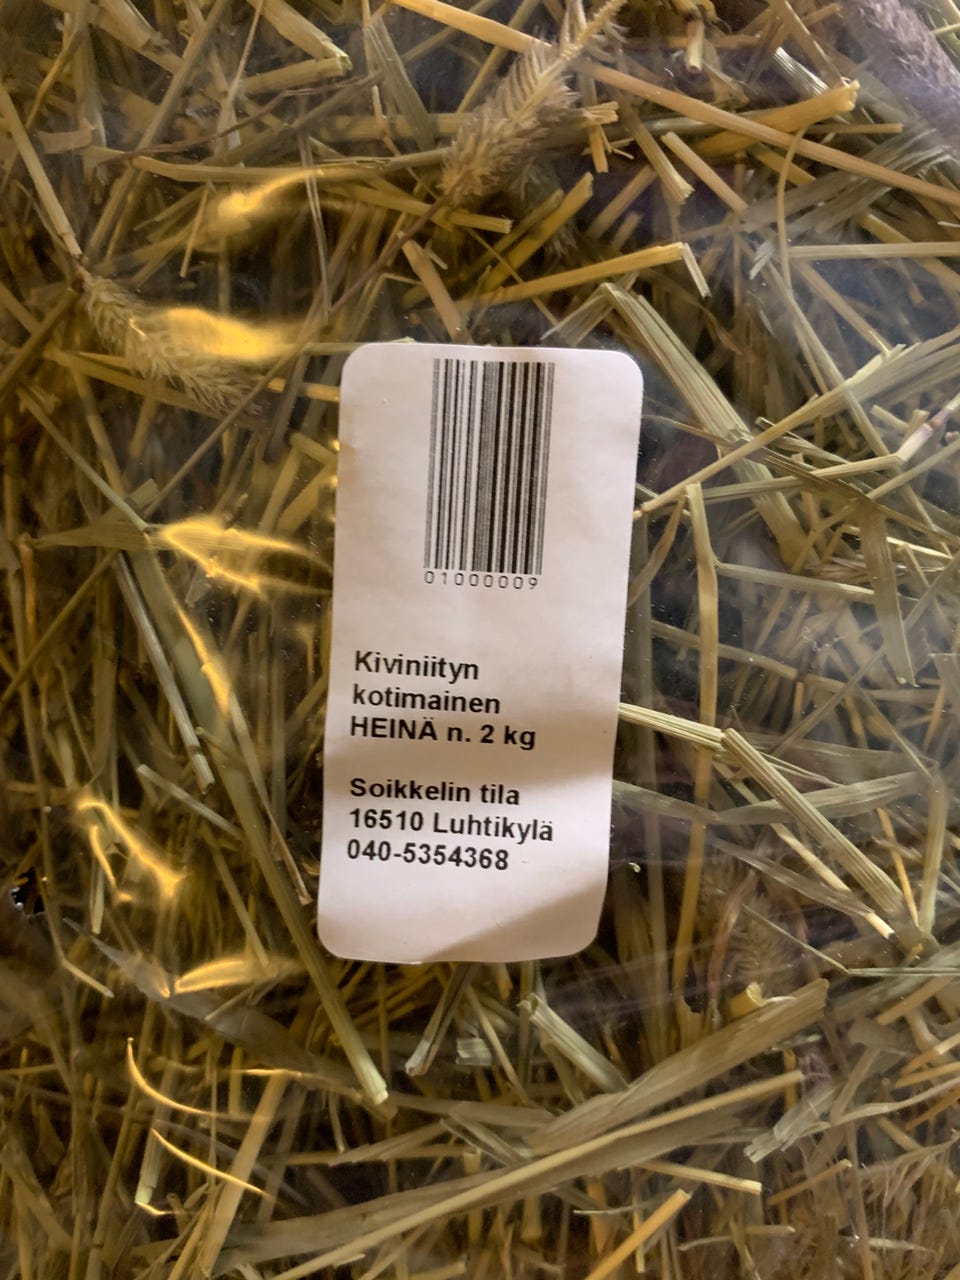 01000009
Kiviniityn
kotimainen
HEINÄ n. 2 kg
Soikkelin tila
16510 Luhtikylä
040-5354368